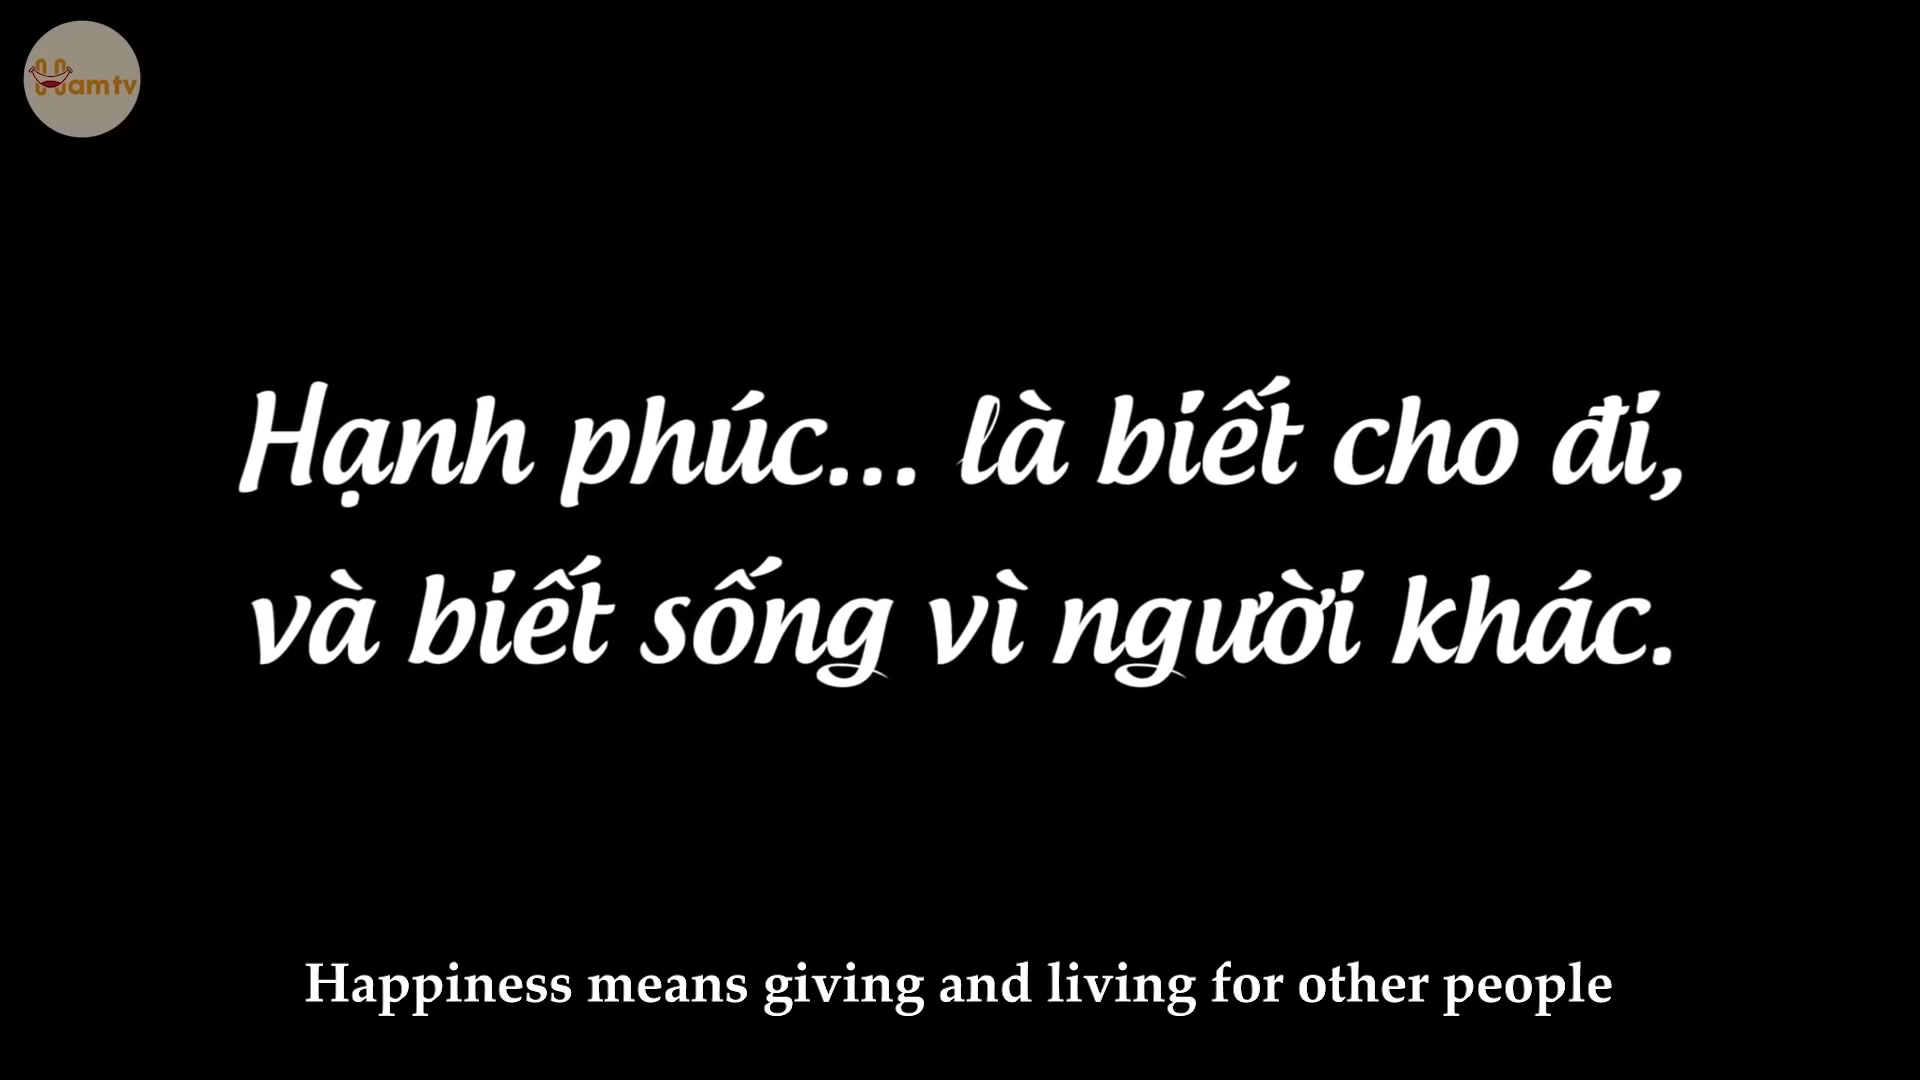 Hamtv
Hạnh phúc... là biết cho đi,
và biết sống vì người khác.
Happiness means giving and living for other people